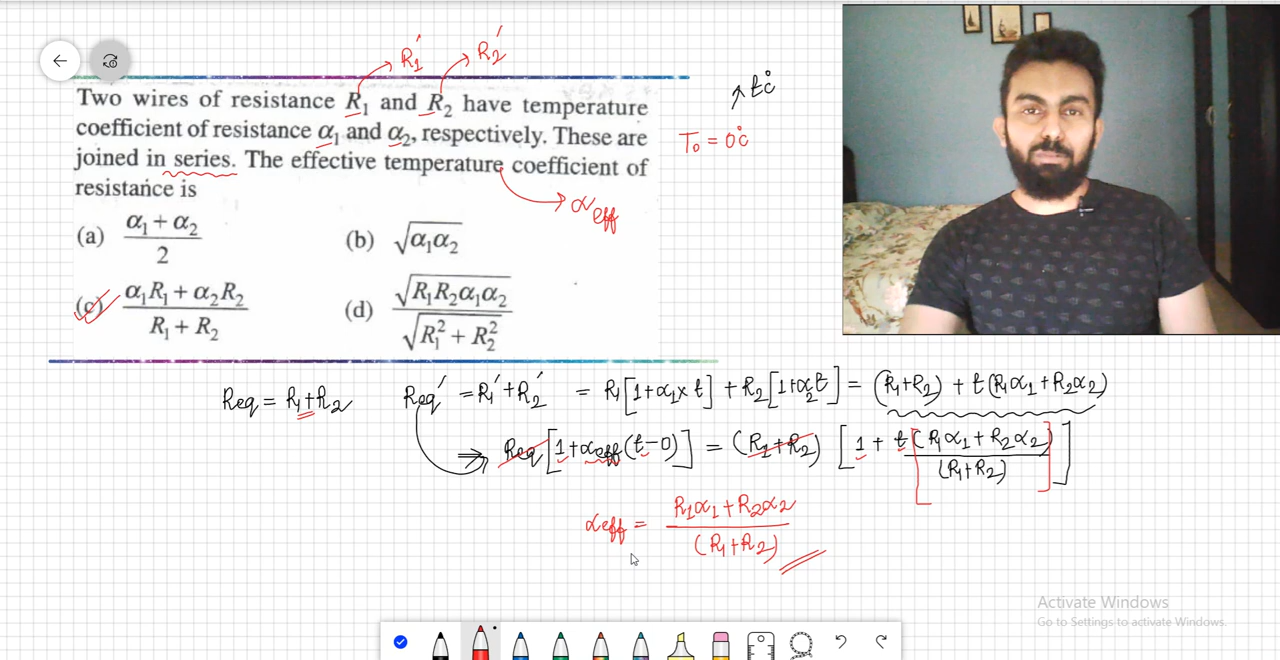 R₁′ R₂′
Two wires of resistance R₁ and R₂ have temperature
coefficient of resistance α₁ and α₂, respectively. These are
joined in series. The effective temperature coefficient of
resistance is
↑ t°C
T₀ = 0°C
αeff
(a) (α₁ + α₂)/2 (b) √(α₁α₂)
(c) (α₁R₁ + α₂R₂)/(R₁ + R₂) (d) √(R₁R₂α₁α₂)/√(R₁² + R₂²)
Req = R₁+R₂ Req′ = R₁′+R₂′ = R₁[1+α₁×t] + R₂[1+α₂t] = (R₁+R₂) + t(R₁α₁+R₂α₂)
⇒ Req[1+αeff(t−0)] = (R₁+R₂) [1 + t(R₁α₁+R₂α₂)/(R₁+R₂)]
αeff = (R₁α₁+R₂α₂)/(R₁+R₂)
Activate Windows
Go to Settings to activate Windows.